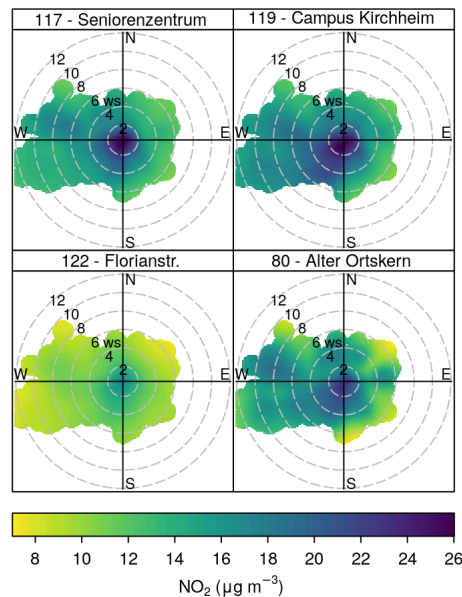 117 - Seniorenzentrum
119 - Campus Kirchheim
N
12
10
8
6 ws
4
2
W
E
S
N
12
10
8
6 ws
4
2
W
E
S
122 - Florianstr.
80 - Alter Ortskern
N
12
10
8
6 ws
4
2
W
E
S
N
12
10
8
6 ws
4
2
W
E
S
8 10 12 14 16 18 20 22 24 26
NO₂ (µg m⁻³)